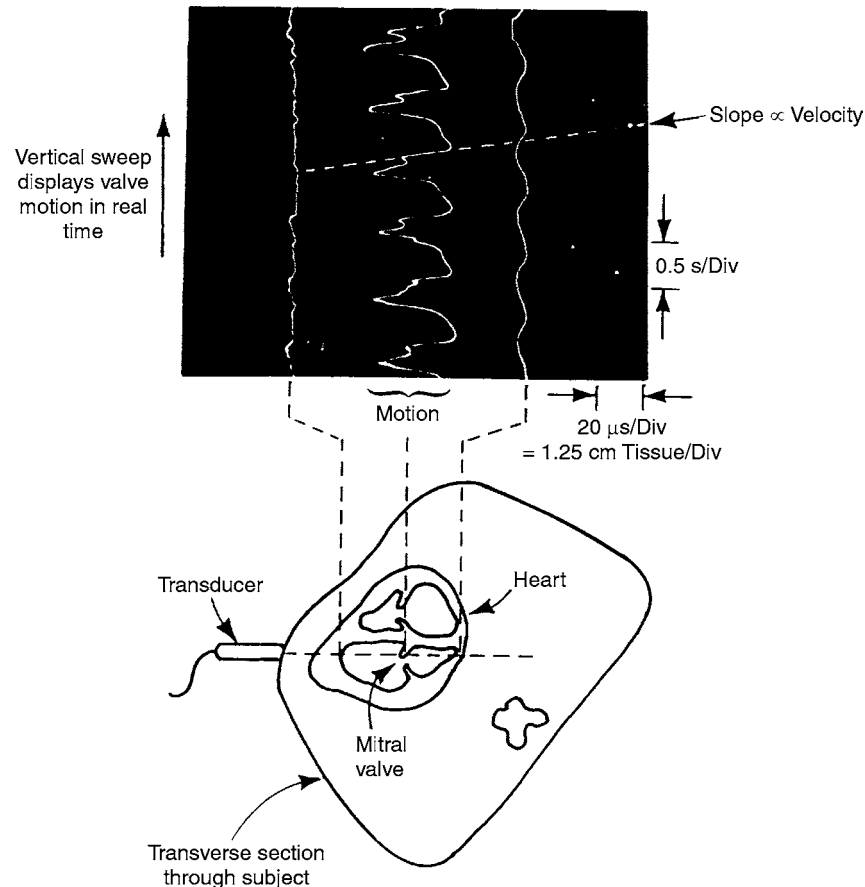 Slope ∝ Velocity
Vertical sweep
displays valve
motion in real
time
0.5 s/Div
Motion
20 μs/Div
= 1.25 cm Tissue/Div
Transducer
Heart
Mitral
valve
Transverse section
through subject